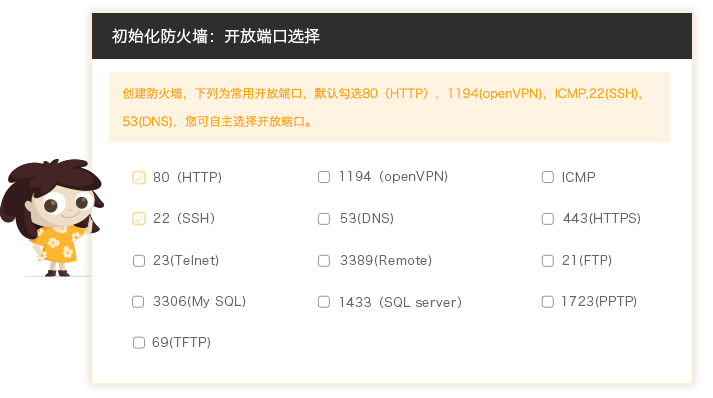 初始化防火墙：开放端口选择
创建防火墙，下列为常用开放端口，默认勾选80（HTTP），1194(openVPN)，ICMP,22(SSH)，
53(DNS)，您可自主选择开放端口。
80（HTTP) 1194（openVPN) ICMP
22（SSH） 53(DNS) 443(HTTPS)
23(Telnet) 3389(Remote) 21(FTP)
3306(My SQL) 1433（SQL server） 1723(PPTP)
69(TFTP)